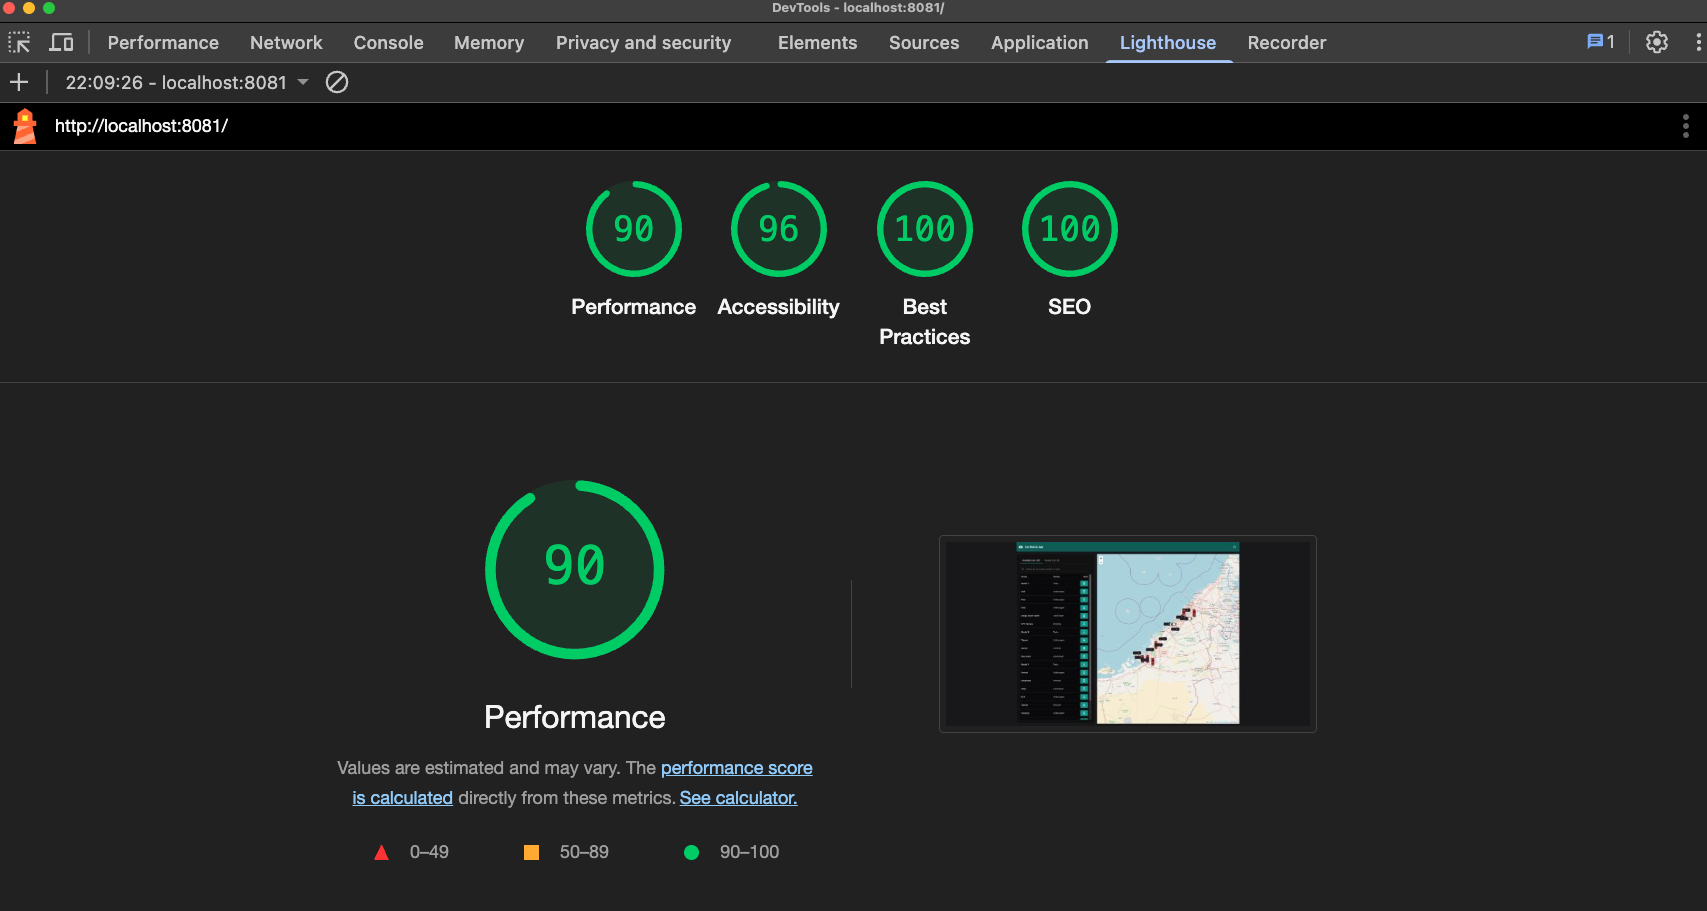 DevTools - localhost:8081/
Performance Network Console Memory Privacy and security Elements Sources Application Lighthouse Recorder 1
22:09:26 - localhost:8081
http://localhost:8081/
90 96 100 100
Performance Accessibility Best Practices SEO
90
Performance
Values are estimated and may vary. The performance score
is calculated directly from these metrics. See calculator.
0–49 50–89 90–100